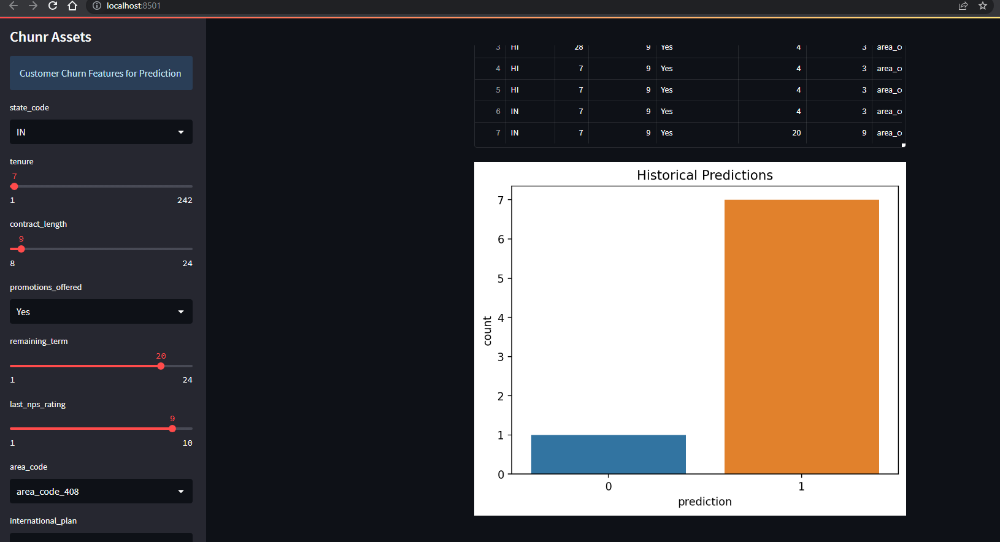 localhost:8501
Chunr Assets
Customer Churn Features for Prediction
state_code
IN
tenure
7
1 242
contract_length
9
8 24
promotions_offered
Yes
remaining_term
20
1 24
last_nps_rating
9
1 10
area_code
area_code_408
international_plan
3 HI 28 9 Yes 4 3
4 HI 7 9 Yes 4 3 area_c
5 HI 7 9 Yes 4 3 area_c
6 IN 7 9 Yes 4 3 area_c
7 IN 7 9 Yes 20 9 area_c
Historical Predictions
7
6
5
4
3
2
1
0
count
0 1
prediction